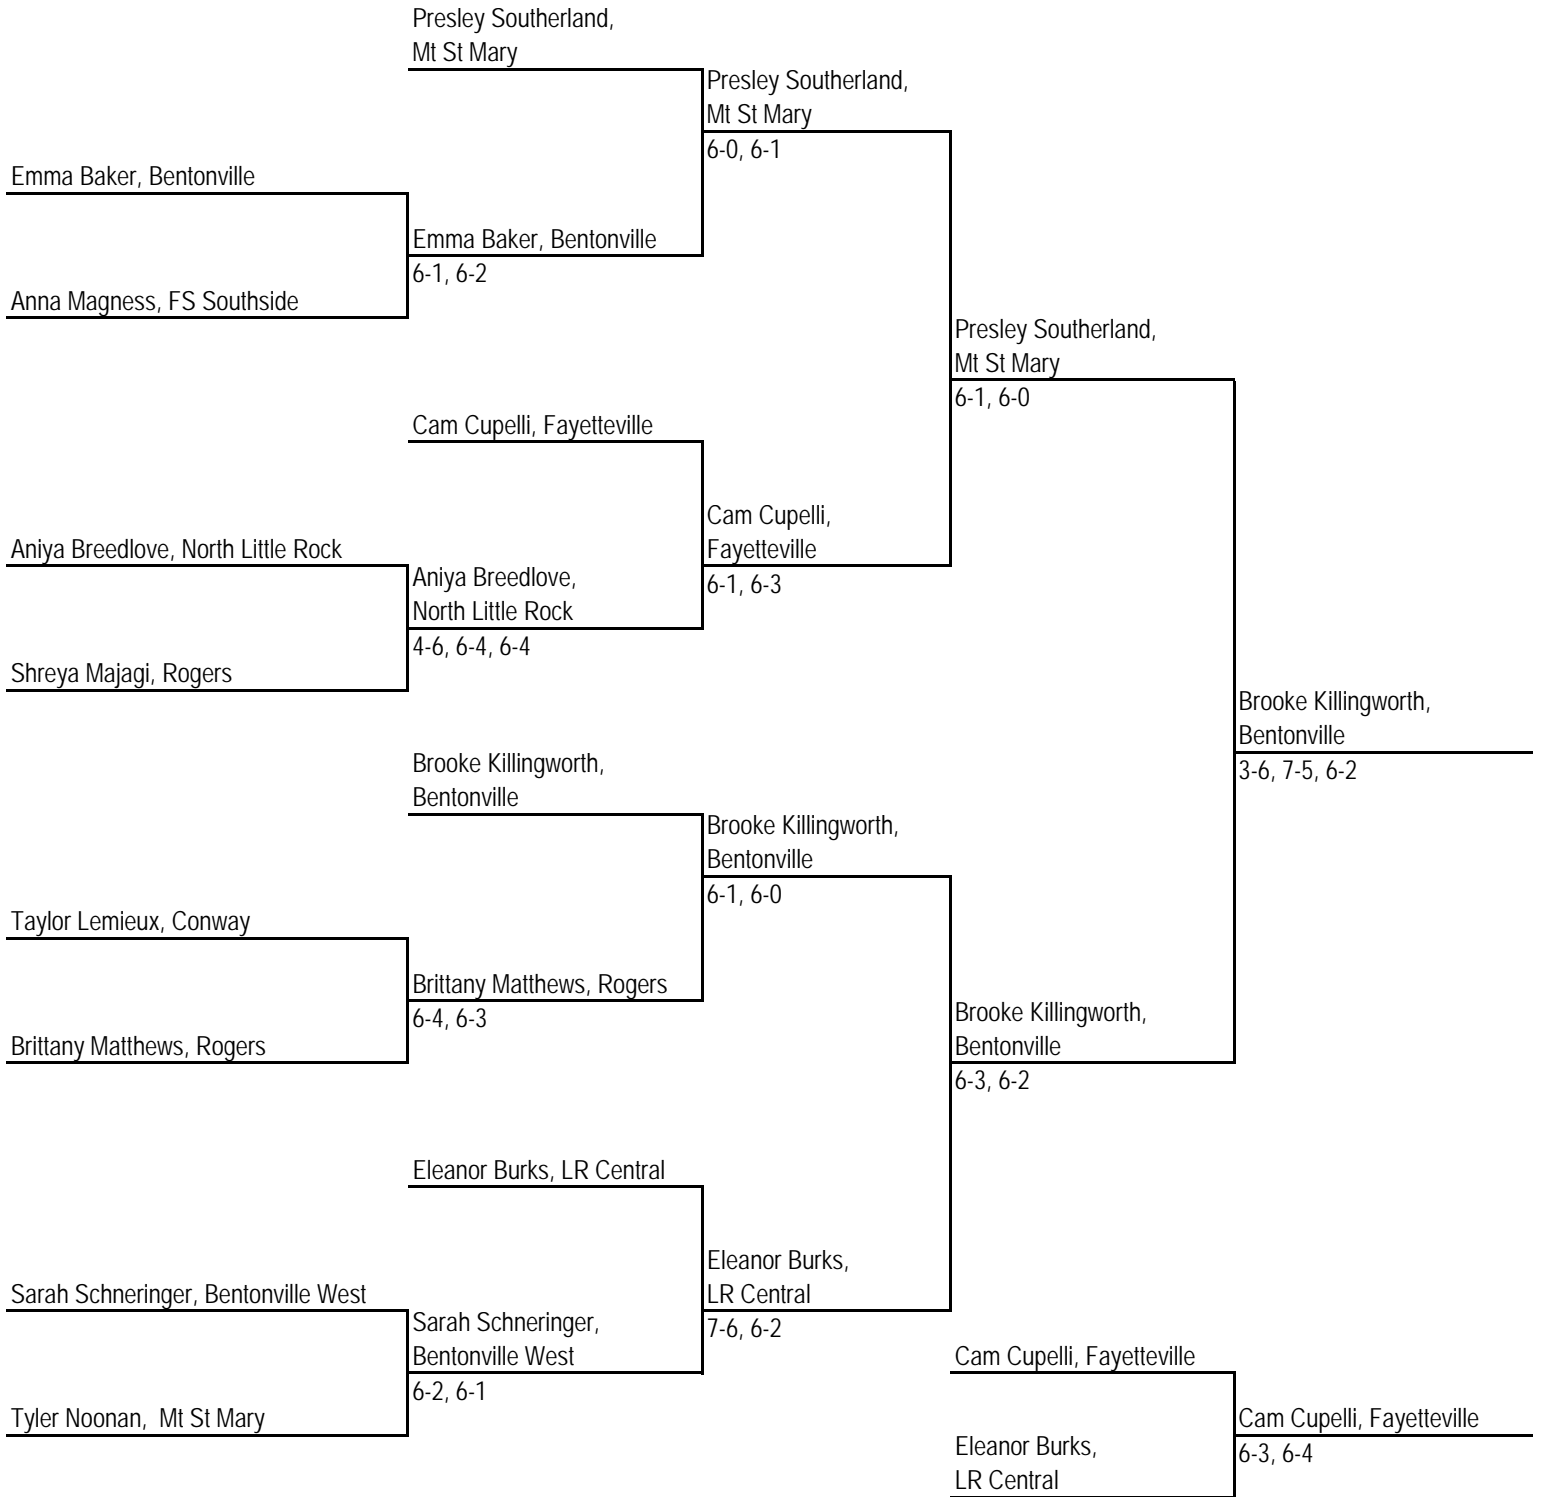 Presley Southerland,
Mt St Mary
Presley Southerland,
Mt St Mary
6-0, 6-1
Emma Baker, Bentonville
Emma Baker, Bentonville
6-1, 6-2
Anna Magness, FS Southside
Presley Southerland,
Mt St Mary
6-1, 6-0
Cam Cupelli, Fayetteville
Cam Cupelli,
Fayetteville
6-1, 6-3
Aniya Breedlove, North Little Rock
Aniya Breedlove,
North Little Rock
4-6, 6-4, 6-4
Shreya Majagi, Rogers
Brooke Killingworth,
Bentonville
3-6, 7-5, 6-2
Brooke Killingworth,
Bentonville
Brooke Killingworth,
Bentonville
6-1, 6-0
Taylor Lemieux, Conway
Brittany Matthews, Rogers
6-4, 6-3
Brittany Matthews, Rogers
Brooke Killingworth,
Bentonville
6-3, 6-2
Eleanor Burks, LR Central
Eleanor Burks,
LR Central
7-6, 6-2
Sarah Schneringer, Bentonville West
Sarah Schneringer,
Bentonville West
6-2, 6-1
Tyler Noonan,  Mt St Mary
Cam Cupelli, Fayetteville
Cam Cupelli, Fayetteville
6-3, 6-4
Eleanor Burks,
LR Central